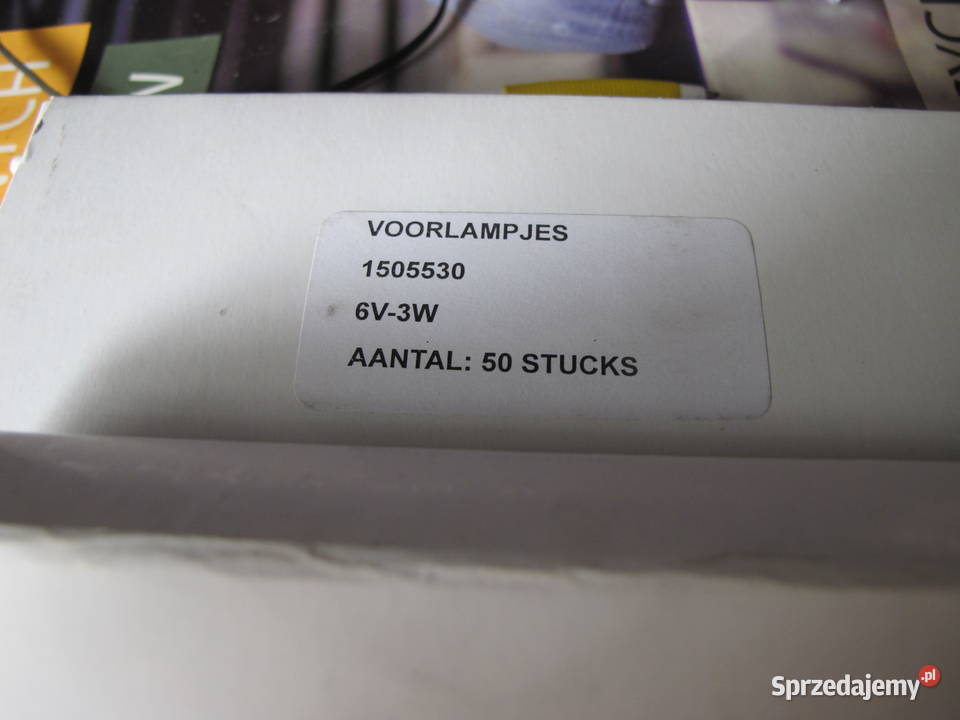 VOORLAMPJES
1505530
6V-3W
AANTAL: 50 STUCKS
Sprzedajemy.pl